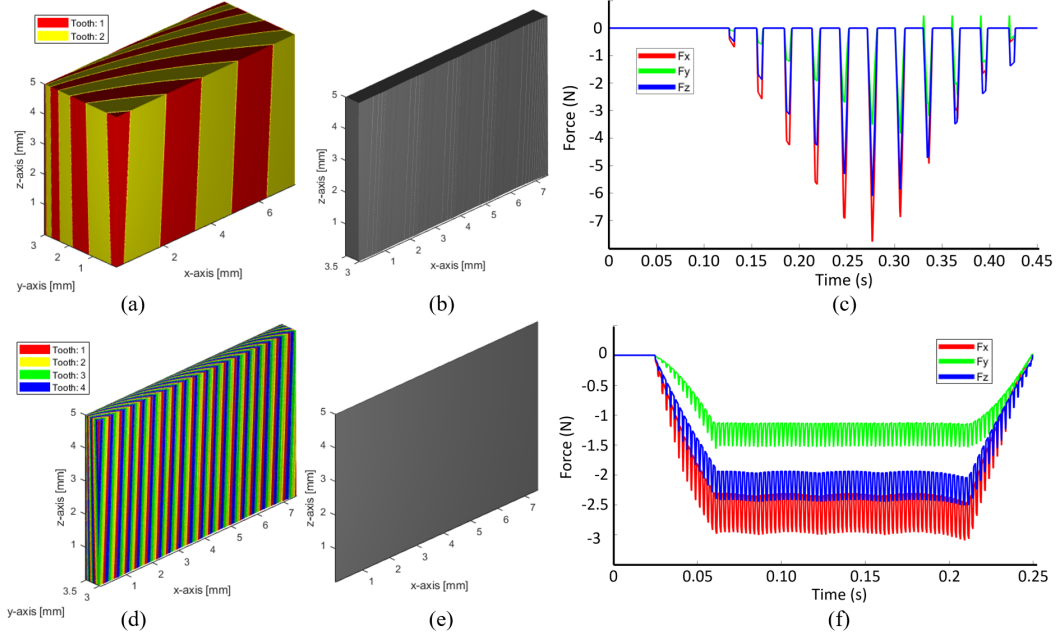 Tooth: 1
Tooth: 2
5
4
3
2
1
z-axis [mm]
3
2
1
y-axis [mm]
2
4
6
x-axis [mm]
(a)
5
4
3
2
1
z-axis [mm]
3.5
3
1
2
3
4
5
6
7
x-axis [mm]
(b)
Fx
Fy
Fz
0
-1
-2
-3
-4
-5
-6
-7
Force (N)
0
0.05
0.10
0.15
0.20
0.25
0.30
0.35
0.40
0.45
Time (s)
(c)
Tooth: 1
Tooth: 2
Tooth: 3
Tooth: 4
5
4
3
2
1
z-axis [mm]
3.5
3
y-axis [mm]
1
2
3
4
5
6
7
x-axis [mm]
(d)
5
4
3
2
1
z-axis [mm]
1
2
3
4
5
6
7
x-axis [mm]
(e)
Fx
Fy
Fz
0
-0.5
-1
-1.5
-2
-2.5
-3
Force (N)
0
0.05
0.1
0.15
0.2
0.25
Time (s)
(f)